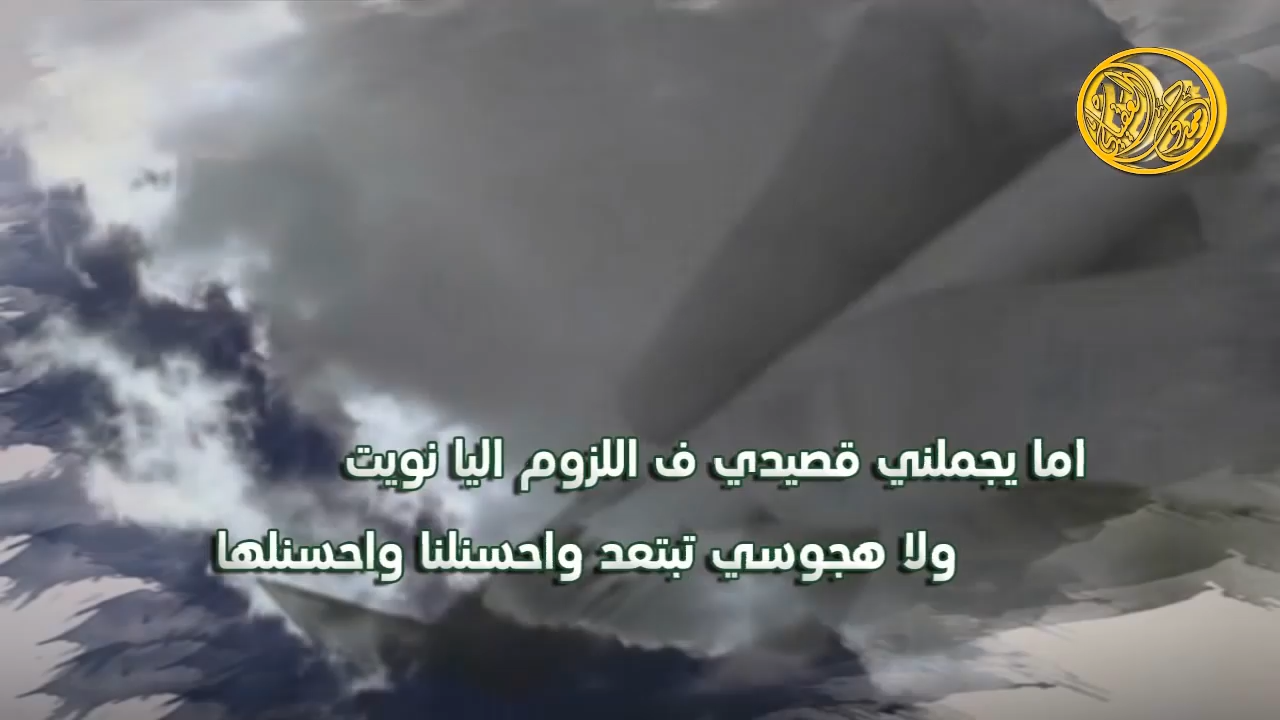 اما يجملني قصيدي ف اللزوم اليا نويت
ولا هجوسي تبتعد واحسنلنا واحسنلها